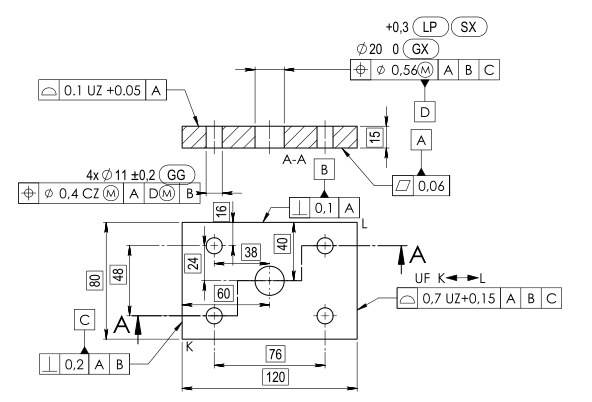 +0,3 LP SX
⌀20 0 GX
⌖ ⌀ 0,56Ⓜ A B C
⌓ 0.1 UZ +0.05 A
D
A
15
A-A
4x ⌀11 ±0,2 GG
B
⌖ ⌀ 0,4 CZ Ⓜ A DⓂ B
▱ 0,06
16
⟂ 0,1 A
L
40
38
24
A
UF K↔L
80
48
60
⌓ 0,7 UZ+0,15 A B C
C
A
K
⟂ 0,2 A B
76
120